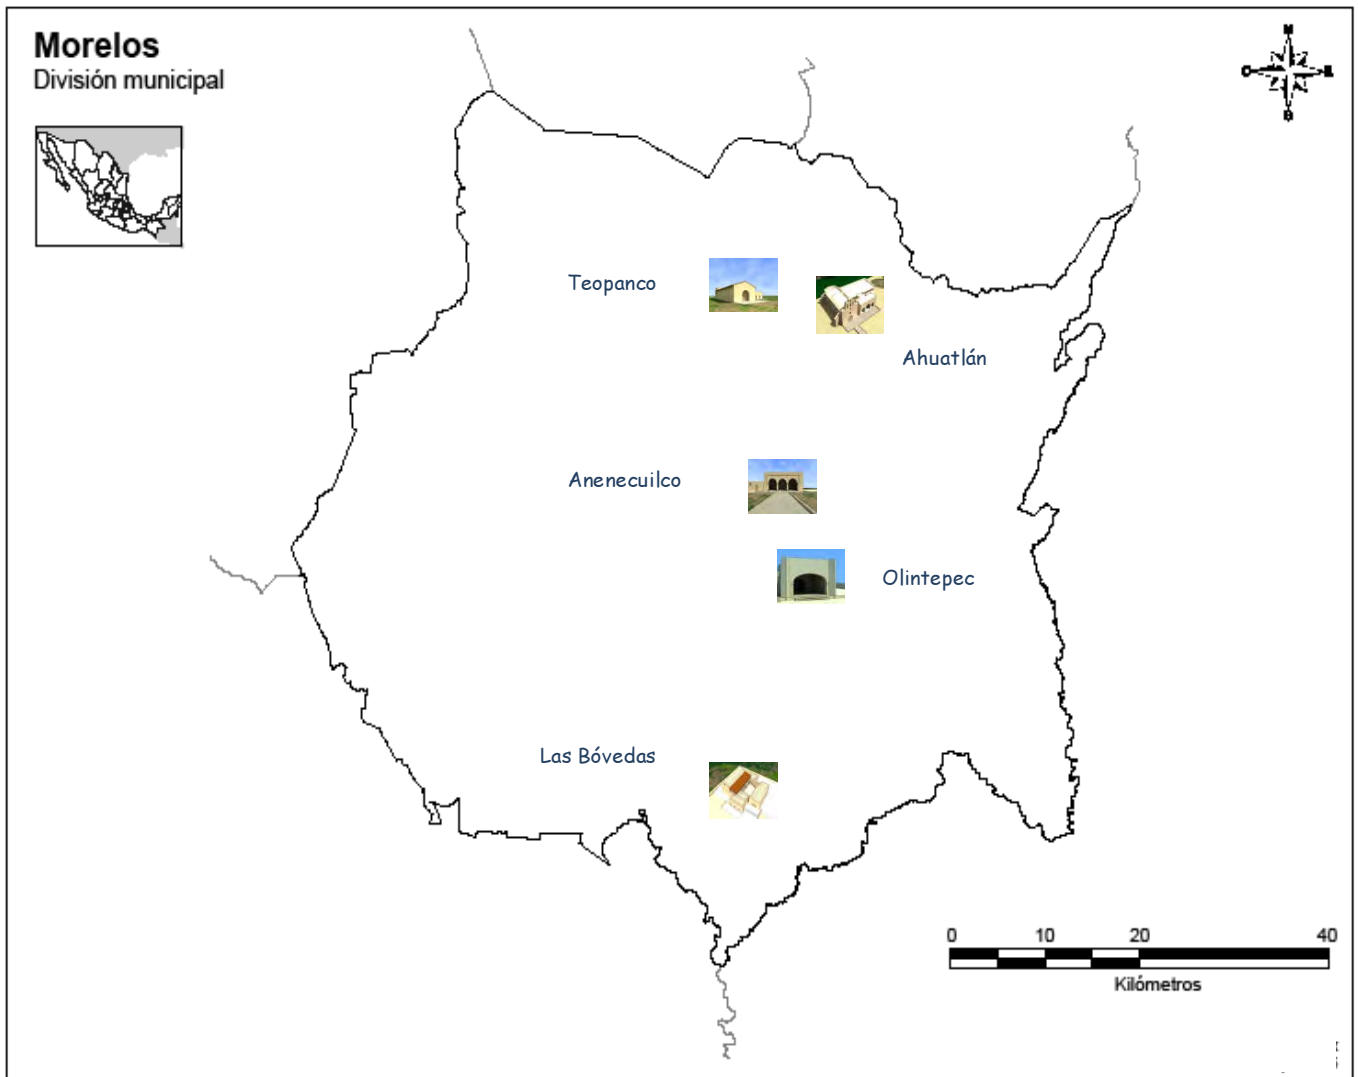 Morelos
División municipal
N
O E
S
Teopanco
Ahuatlán
Anenecuilco
Olintepec
Las Bóvedas
0 10 20 40
Kilómetros